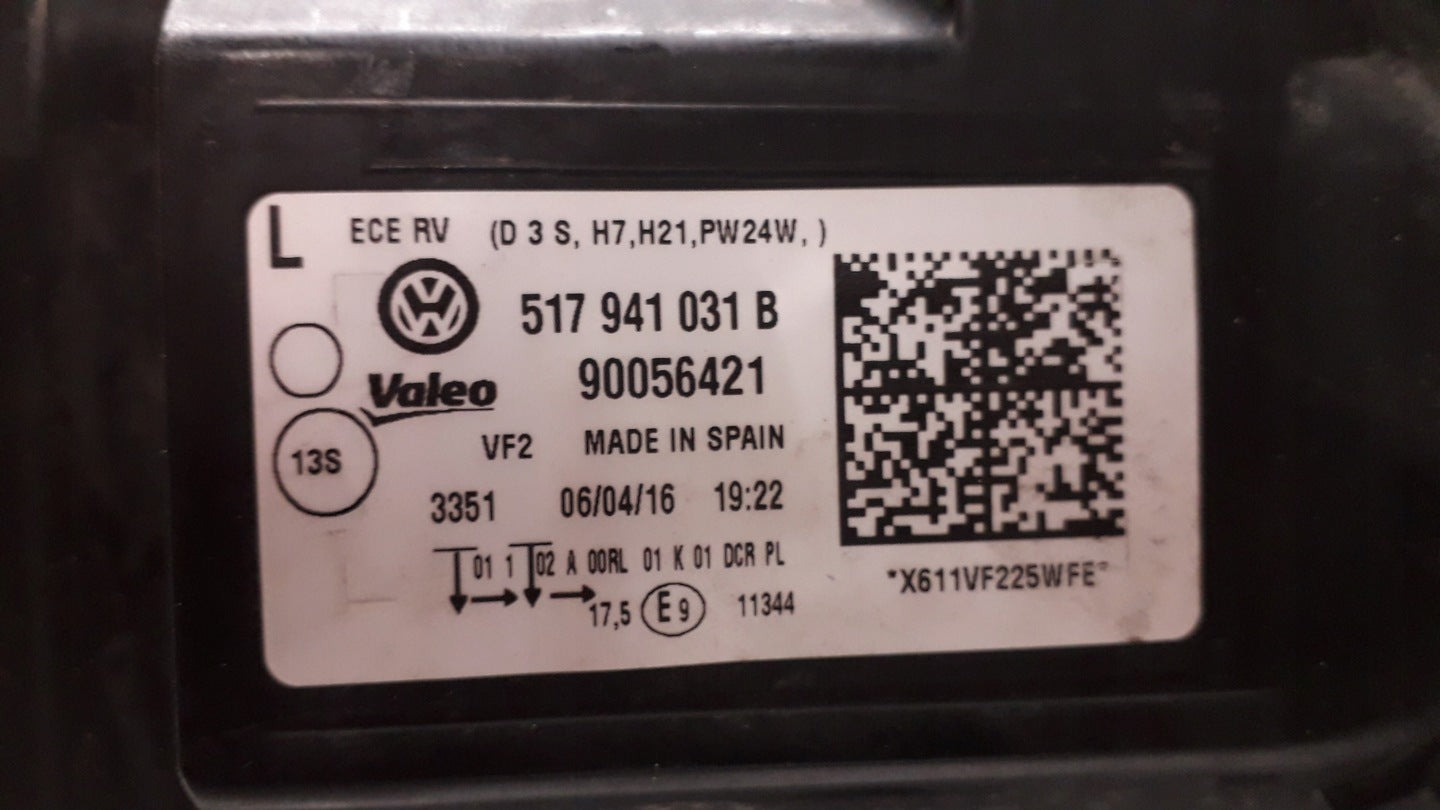 L ECE RV (D 3 S, H7,H21,PW24W, )
517 941 031 B
Valeo 90056421
13S VF2 MADE IN SPAIN
3351 06/04/16 19:22
01 1 02 A 00RL 01 K 01 DCR PL
17,5 E9 11344
*X611VF225WFE*